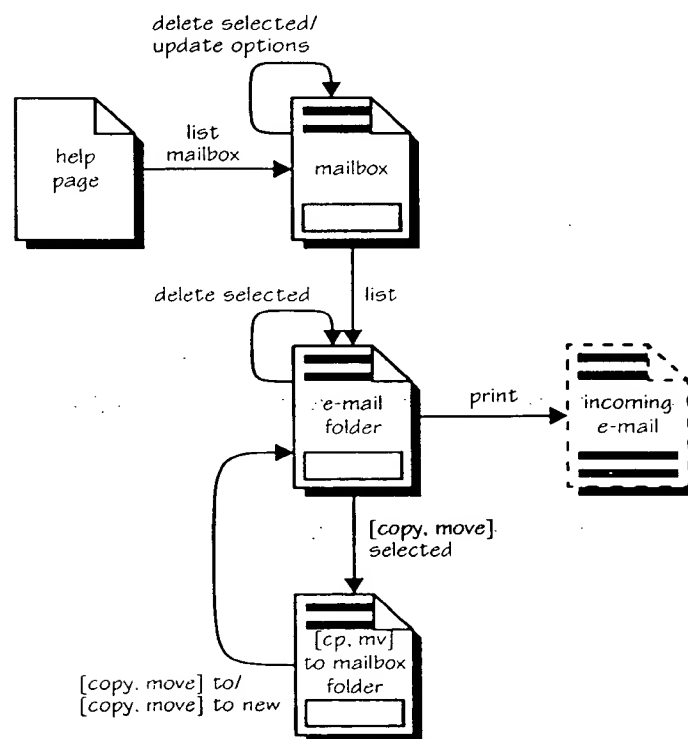 delete selected/
update options
list
mailbox
help
page
mailbox
delete selected
list
e-mail
folder
print
incoming
e-mail
[copy, move]
selected
[cp, mv]
to mailbox
folder
[copy, move] to/
[copy, move] to new